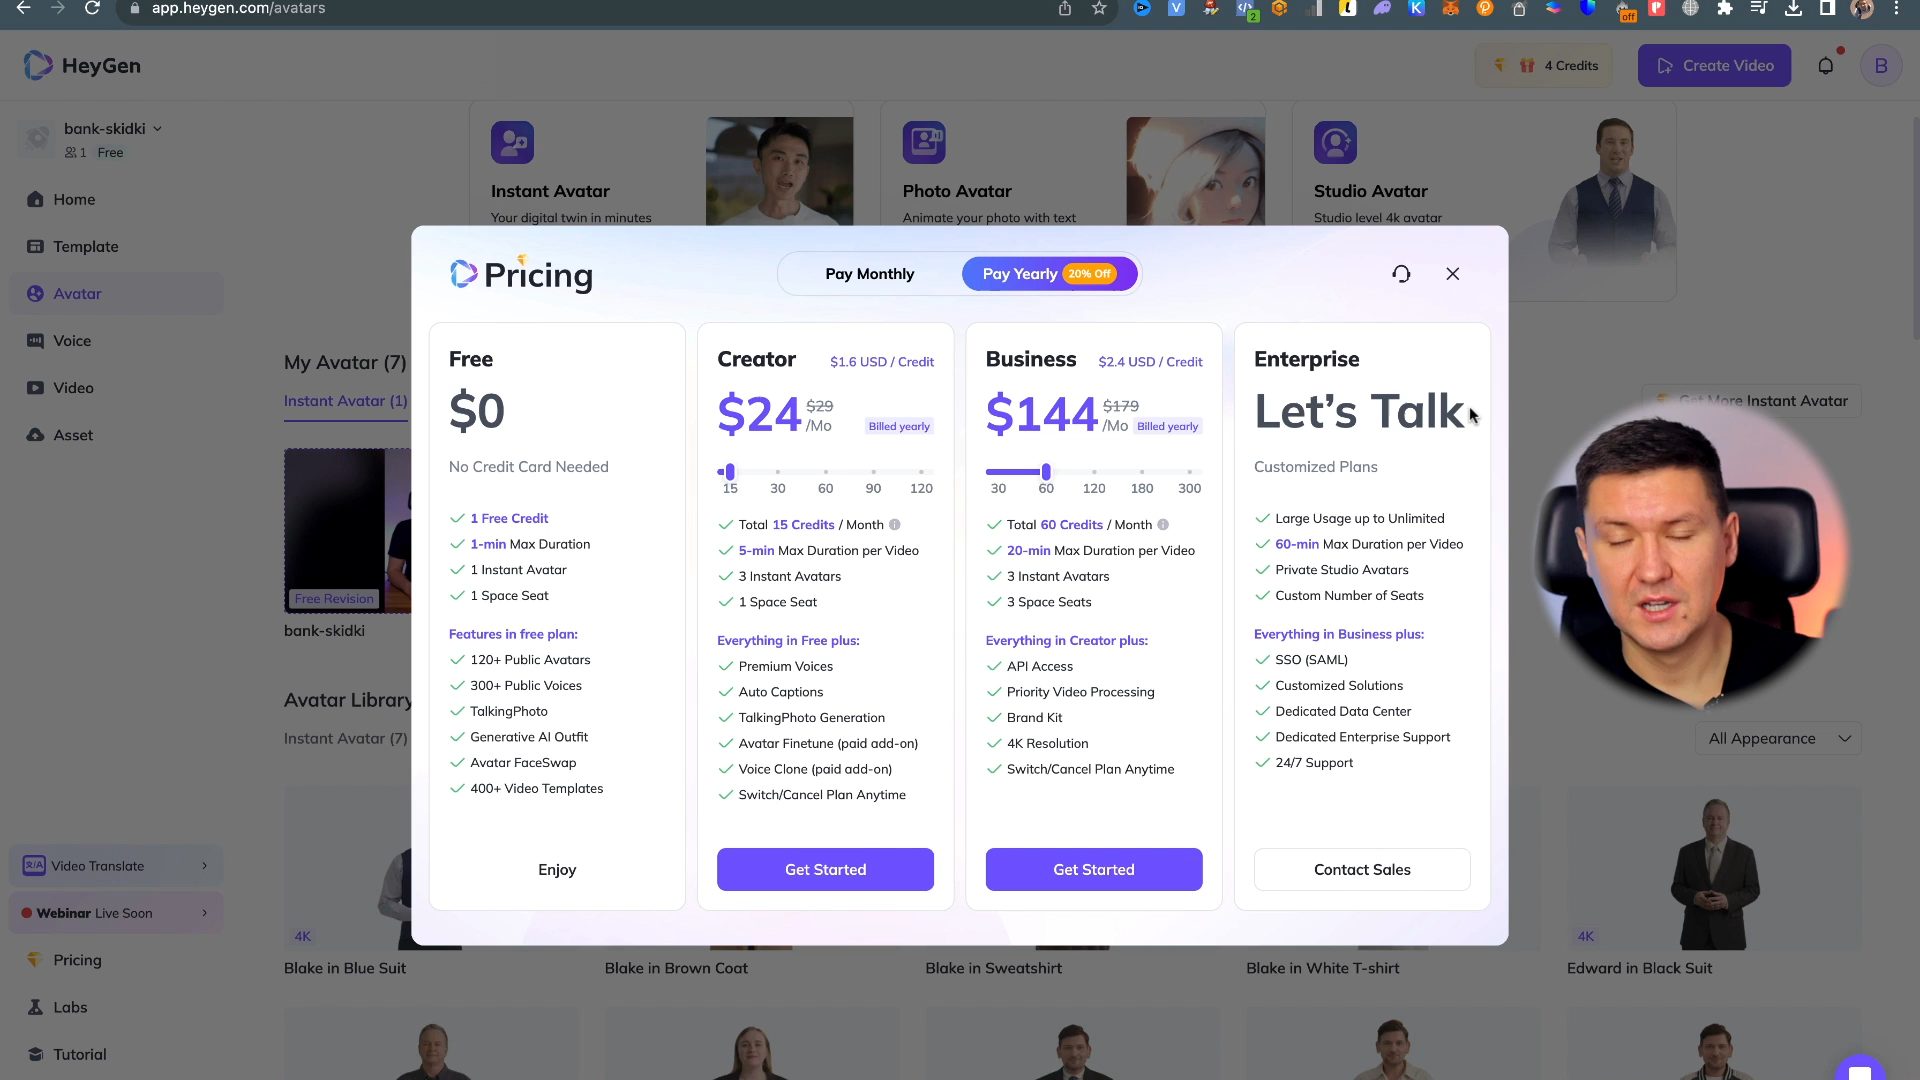 app.heygen.com/avatars
2
off
HeyGen
4 Credits
Create Video
B
bank-skidki
1 Free
Home
Template
Avatar
Voice
Video
Asset
Video Translate
Webinar Live Soon
Pricing
Labs
Tutorial
Instant Avatar
Your digital twin in minutes
Photo Avatar
Animate your photo with text
Studio Avatar
Studio level 4k avatar
My Avatar (7)
Instant Avatar (1)
Get More Instant Avatar
Free Revision
bank-skidki
Avatar Library
Instant Avatar (7)
All Appearance
Pricing
Pay Monthly
Pay Yearly 20% Off
Free
$0
No Credit Card Needed
1 Free Credit
1-min Max Duration
1 Instant Avatar
1 Space Seat
Features in free plan:
120+ Public Avatars
300+ Public Voices
TalkingPhoto
Generative AI Outfit
Avatar FaceSwap
400+ Video Templates
Enjoy
Creator $1.6 USD / Credit
$24 $29 /Mo Billed yearly
15 30 60 90 120
Total 15 Credits / Month
5-min Max Duration per Video
3 Instant Avatars
1 Space Seat
Everything in Free plus:
Premium Voices
Auto Captions
TalkingPhoto Generation
Avatar Finetune (paid add-on)
Voice Clone (paid add-on)
Switch/Cancel Plan Anytime
Get Started
Business $2.4 USD / Credit
$144 $179 /Mo Billed yearly
30 60 120 180 300
Total 60 Credits / Month
20-min Max Duration per Video
3 Instant Avatars
3 Space Seats
Everything in Creator plus:
API Access
Priority Video Processing
Brand Kit
4K Resolution
Switch/Cancel Plan Anytime
Get Started
Enterprise
Let's Talk
Customized Plans
Large Usage up to Unlimited
60-min Max Duration per Video
Private Studio Avatars
Custom Number of Seats
Everything in Business plus:
SSO (SAML)
Customized Solutions
Dedicated Data Center
Dedicated Enterprise Support
24/7 Support
Contact Sales
4K
4K
Blake in Blue Suit
Blake in Brown Coat
Blake in Sweatshirt
Blake in White T-shirt
Edward in Black Suit